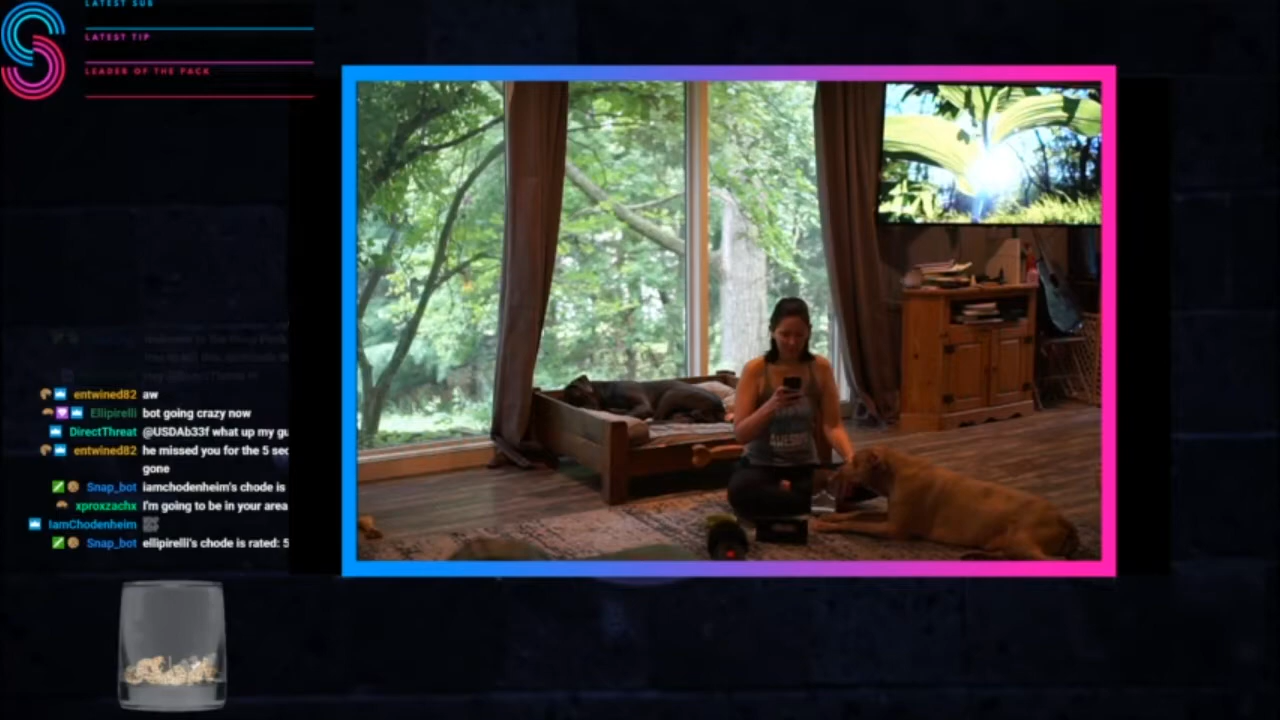 LATEST SUB
LATEST TIP
LEADER OF THE PACK
entwined82 aw
Ellipirelli bot going crazy now
DirectThreat @USDAb33f what up my gu
entwined82 he missed you for the 5 sec
gone
Snap_bot iamchodenheim's chode is
xproxzachx I'm going to be in your area
IamChodenheim
Snap_bot ellipirelli's chode is rated: 5
AWESOME